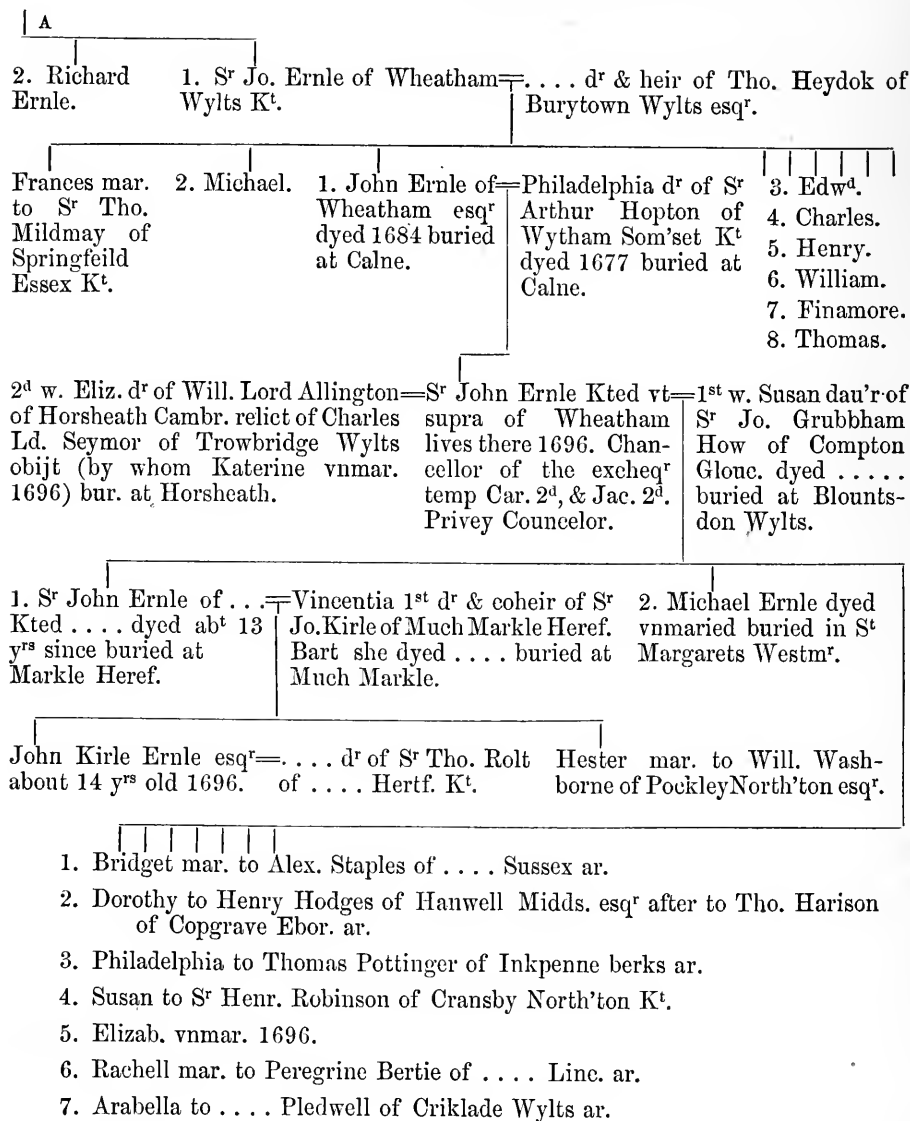 A
2. Richard
Ernle.
1. Sʳ Jo. Ernle of Wheatham
Wylts Kᵗ.
. . . . dʳ & heir of Tho. Heydok of
Burytown Wylts esqʳ.
Frances mar.
to Sʳ Tho.
Mildmay of
Springfeild
Essex Kᵗ.
2. Michael.
1. John Ernle of
Wheatham esqʳ
dyed 1684 buried
at Calne.
Philadelphia dʳ of Sʳ
Arthur Hopton of
Wytham Som'set Kᵗ
dyed 1677 buried at
Calne.
3. Edwᵈ.
4. Charles.
5. Henry.
6. William.
7. Finamore.
8. Thomas.
2ᵈ w. Eliz. dʳ of Will. Lord Allington
of Horsheath Cambr. relict of Charles
Ld. Seymor of Trowbridge Wylts
obijt (by whom Katerine vnmar.
1696) bur. at Horsheath.
Sʳ John Ernle Kted vt
supra of Wheatham
lives there 1696. Chan-
cellor of the excheqʳ
temp Car. 2ᵈ, & Jac. 2ᵈ.
Privey Councelor.
1ˢᵗ w. Susan dau'r of
Sʳ Jo. Grubbham
How of Compton
Glouc. dyed . . . . .
buried at Blounts-
don Wylts.
1. Sʳ John Ernle of . . .
Kted . . . . dyed abᵗ 13
yʳˢ since buried at
Markle Heref.
Vincentia 1ˢᵗ dʳ & coheir of Sʳ
Jo. Kirle of Much Markle Heref.
Bart she dyed . . . . buried at
Much Markle.
2. Michael Ernle dyed
vnmaried buried in Sᵗ
Margarets Westmʳ.
John Kirle Ernle esqʳ
about 14 yʳˢ old 1696.
. . . . dʳ of Sʳ Tho. Rolt
of . . . . Hertf. Kᵗ.
Hester mar. to Will. Wash-
borne of Pockley North'ton esqʳ.
1. Bridget mar. to Alex. Staples of . . . . Sussex ar.
2. Dorothy to Henry Hodges of Hanwell Midds. esqʳ after to Tho. Harison
of Copgrave Ebor. ar.
3. Philadelphia to Thomas Pottinger of Inkpenne berks ar.
4. Susan to Sʳ Henr. Robinson of Cransby North'ton Kᵗ.
5. Elizab. vnmar. 1696.
6. Rachell mar. to Peregrine Bertie of . . . . Linc. ar.
7. Arabella to . . . . Pledwell of Criklade Wylts ar.